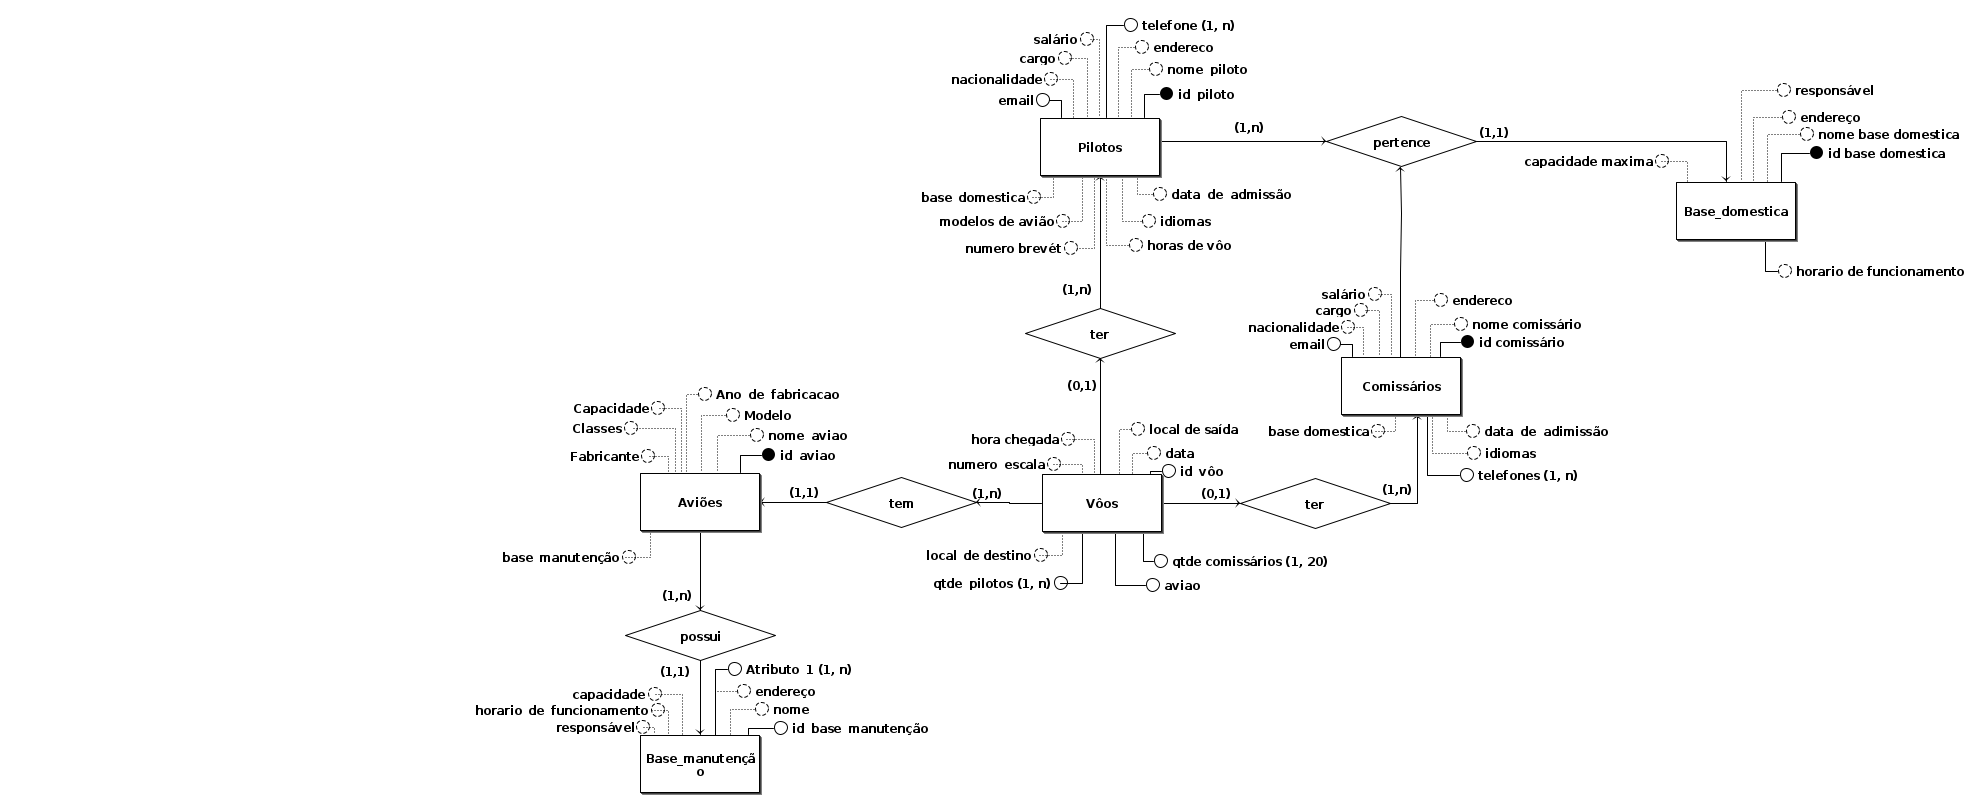 telefone (1, n)
salário
endereco
cargo
nome piloto
nacionalidade
email
id piloto
Pilotos
(1,n)
pertence
(1,1)
responsável
endereço
nome base domestica
id base domestica
capacidade maxima
Base_domestica
horario de funcionamento
base domestica
data de admissão
modelos de avião
idiomas
numero brevét
horas de vôo
(1,n)
ter
(0,1)
salário
endereco
cargo
nome comissário
nacionalidade
email
id comissário
Comissários
base domestica
data de adimissão
idiomas
telefones (1, n)
Ano de fabricacao
Capacidade
Modelo
Classes
nome aviao
Fabricante
id aviao
Aviões
base manutenção
(1,1)
tem
(1,n)
hora chegada
local de saída
numero escala
data
id vôo
Vôos
(0,1)
ter
(1,n)
local de destino
qtde pilotos (1, n)
qtde comissários (1, 20)
aviao
(1,n)
possui
(1,1)
Atributo 1 (1, n)
capacidade
endereço
horario de funcionamento
nome
responsável
id base manutenção
Base_manutençã
o